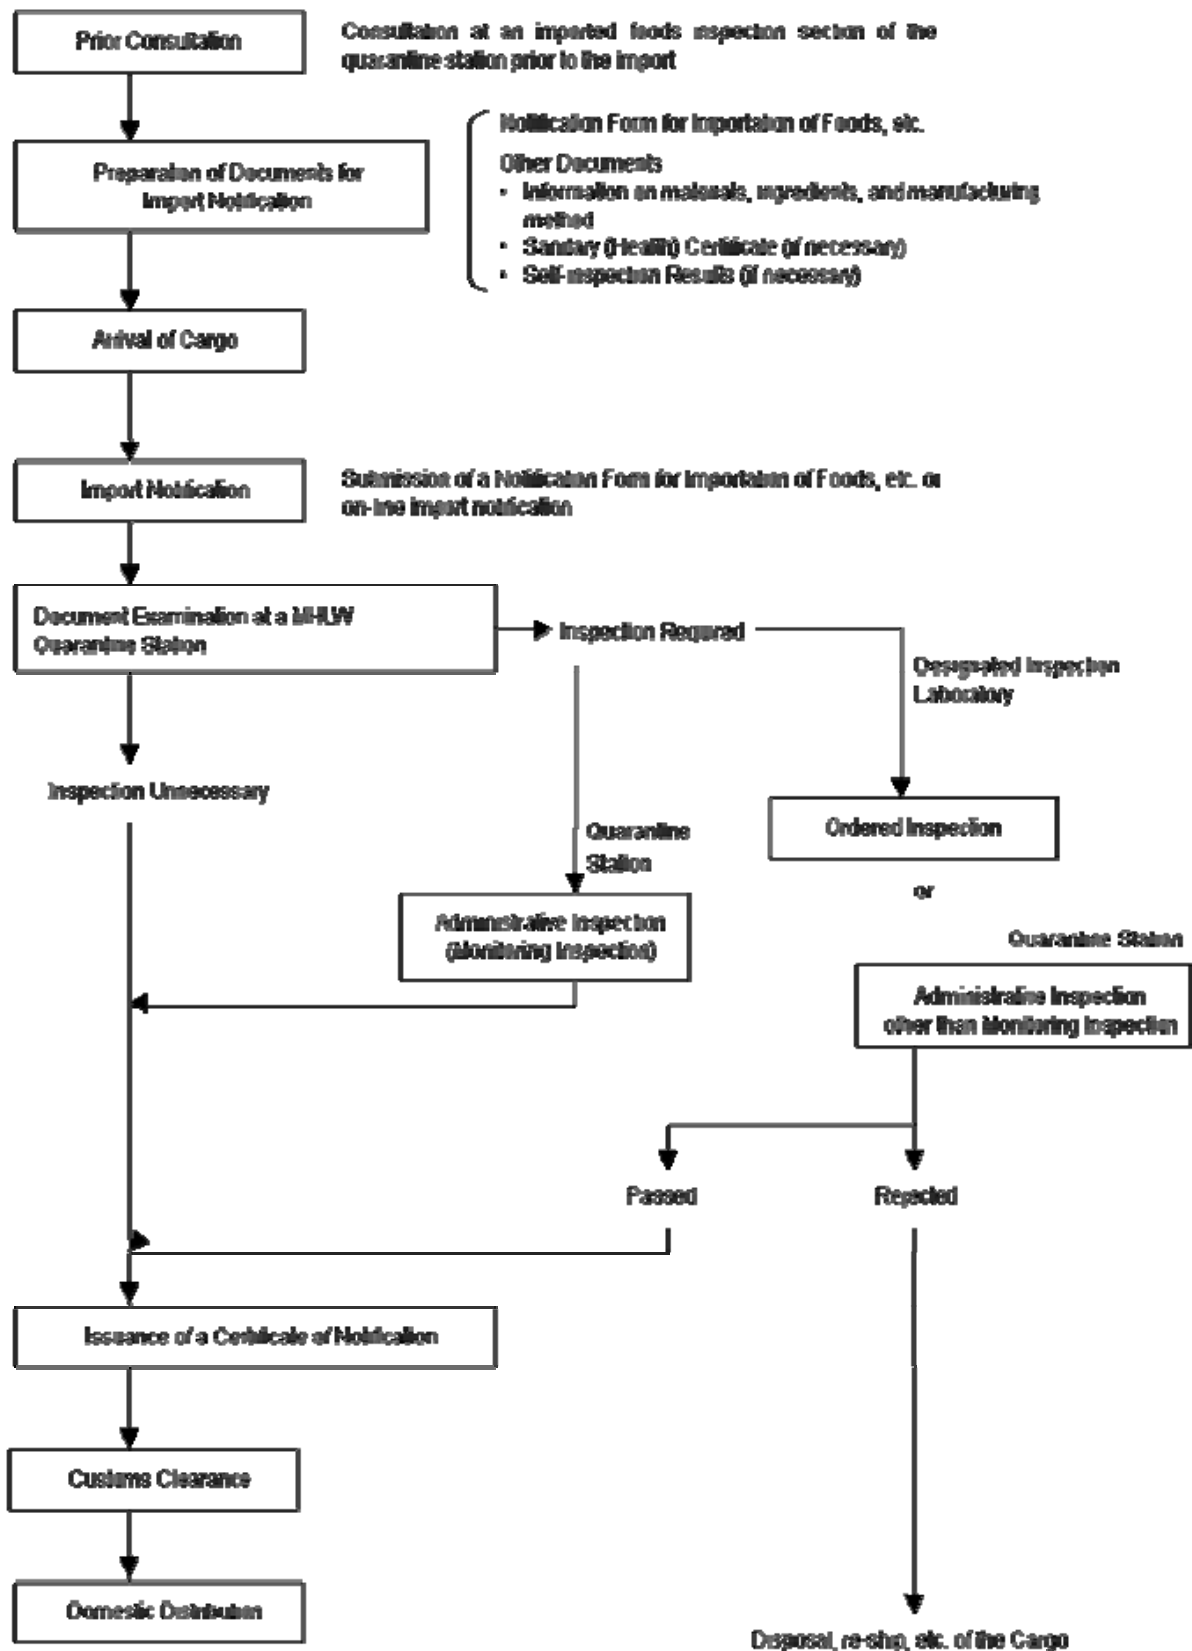 Prior Consultation
Consultation at an imported foods inspection section of the
quarantine station prior to the import
Preparation of Documents for
Import Notification
Notification Form for Importation of Foods, etc.
Other Documents
• Information on materials, ingredients, and manufacturing
method
• Sanitary (Health) Certificate (if necessary)
• Self-inspection Results (if necessary)
Arrival of Cargo
Import Notification
Submission of a Notification Form for Importation of Foods, etc. or
on-line import notification
Document Examination at a MHLW
Quarantine Station
Inspection Required
Designated Inspection
Laboratory
Inspection Unnecessary
Ordered Inspection
Quarantine
Station
or
Administrative Inspection
(Monitoring Inspection)
Quarantine Station
Administrative Inspection
other than Monitoring Inspection
Passed
Rejected
Issuance of a Certificate of Notification
Customs Clearance
Domestic Distribution
Disposal, re-ship, etc. of the Cargo